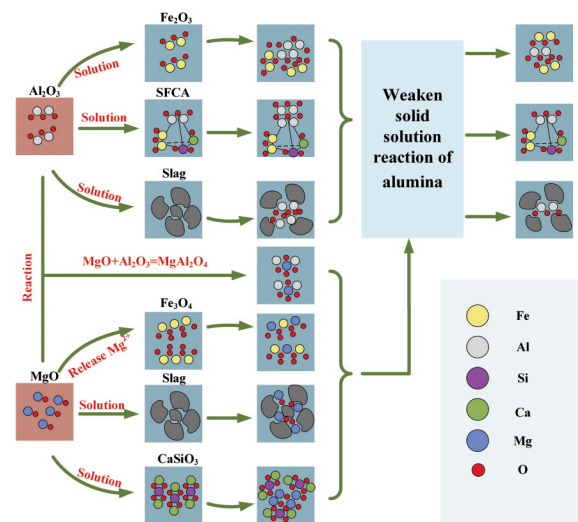 Fe₂O₃
Solution
Al₂O₃
SFCA
Solution
Slag
Solution
Weaken
solid
solution
reaction of
alumina
MgO+Al₂O₃=MgAl₂O₄
Reaction
Fe₃O₄
Release Mg²⁺
MgO
Slag
Solution
CaSiO₃
Solution
Fe
Al
Si
Ca
Mg
O